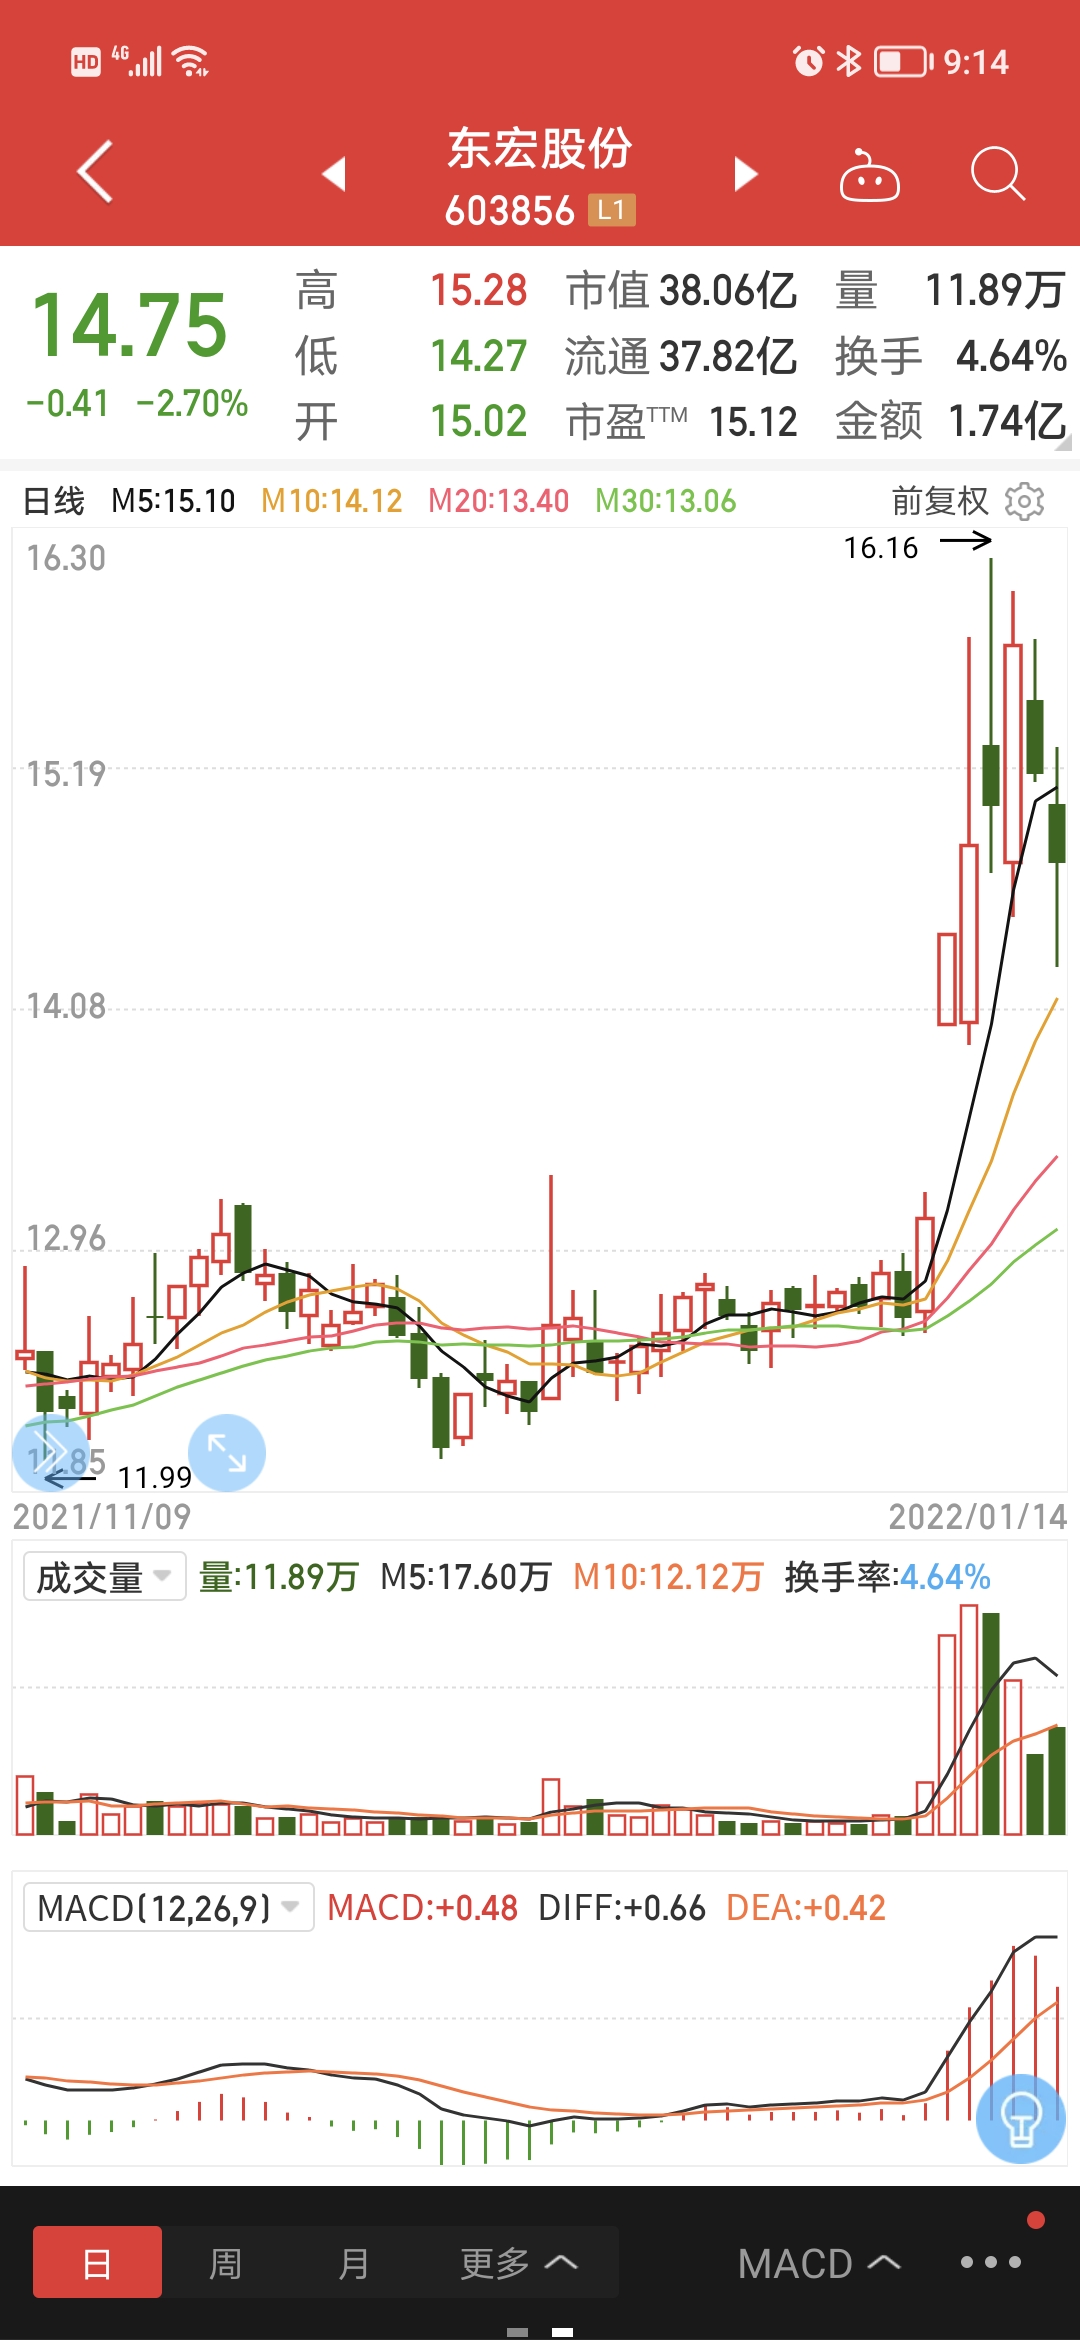 HD 4G 9:14
东宏股份
603856 L1
14.75
-0.41 -2.70%
高 15.28 市值 38.06亿 量 11.89万
低 14.27 流通 37.82亿 换手 4.64%
开 15.02 市盈TTM 15.12 金额 1.74亿
日线 M5:15.10 M10:14.12 M20:13.40 M30:13.06 前复权
16.30
16.16
15.19
14.08
12.96
11.85
11.99
2021/11/09 2022/01/14
成交量 量:11.89万 M5:17.60万 M10:12.12万 换手率:4.64%
MACD(12,26,9) MACD:+0.48 DIFF:+0.66 DEA:+0.42
日 周 月 更多 MACD